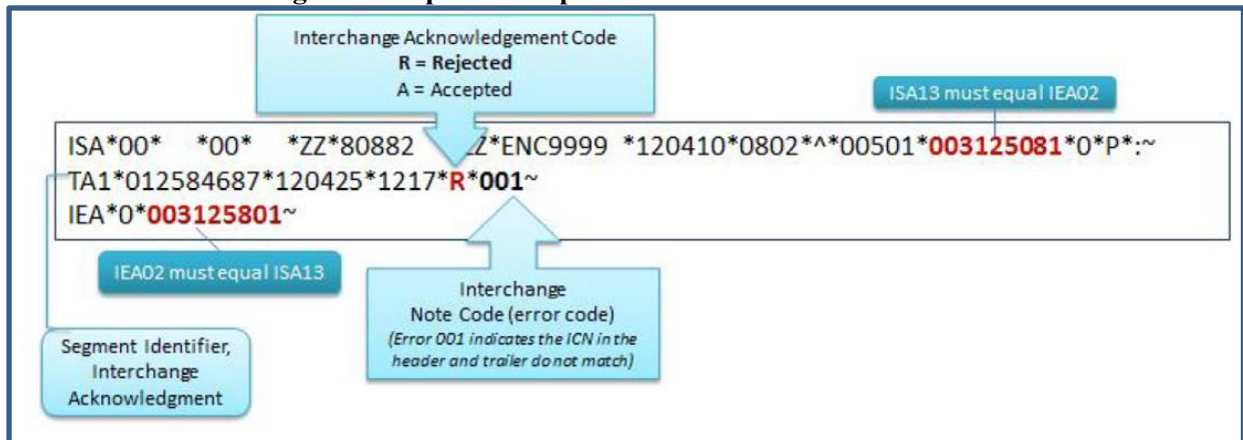 Interchange Acknowledgement Code
R = Rejected
A = Accepted
ISA13 must equal IEA02
ISA*00* *00* *ZZ*80882 Z*ENC9999 *120410*0802*^*00501*003125081*0*P*:~
TA1*012584687*120425*1217*R*001~
IEA*0*003125801~
IEA02 must equal ISA13
Interchange
Note Code (error code)
(Error 001 indicates the ICN in the
header and trailer do not match)
Segment Identifier,
Interchange
Acknowledgment